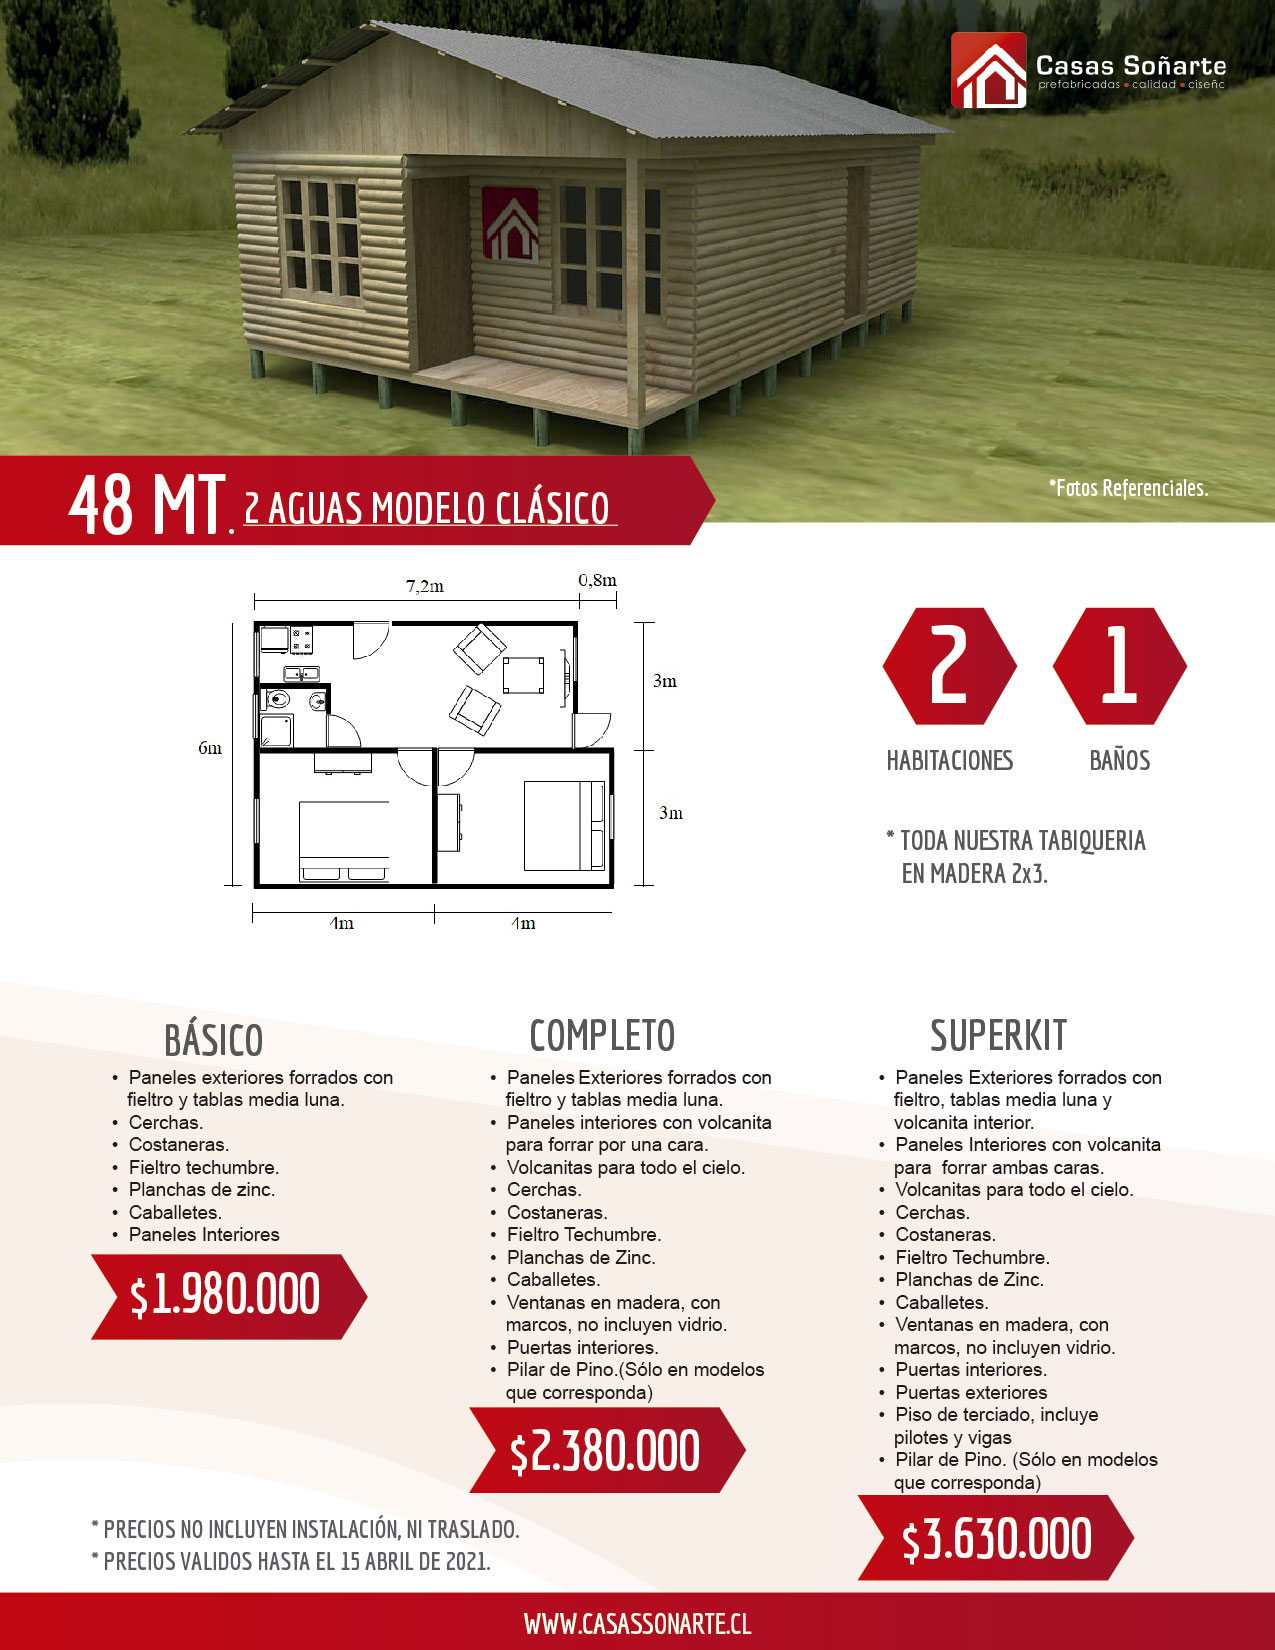 Casas Soñarte
prefabricadas • calidad • diseño
48 MT. 2 AGUAS MODELO CLÁSICO
*Fotos Referenciales.
7,2m
0,8m
3m
6m
3m
4m
4m
2
1
HABITACIONES
BAÑOS
* TODA NUESTRA TABIQUERIA
EN MADERA 2x3.
BÁSICO
• Paneles exteriores forrados con
fieltro y tablas media luna.
• Cerchas.
• Costaneras.
• Fieltro techumbre.
• Planchas de zinc.
• Caballetes.
• Paneles Interiores
$1.980.000
COMPLETO
• Paneles Exteriores forrados con
fieltro y tablas media luna.
• Paneles interiores con volcanita
para forrar por una cara.
• Volcanitas para todo el cielo.
• Cerchas.
• Costaneras.
• Fieltro Techumbre.
• Planchas de Zinc.
• Caballetes.
• Ventanas en madera, con
marcos, no incluyen vidrio.
• Puertas interiores.
• Pilar de Pino.(Sólo en modelos
que corresponda)
$2.380.000
SUPERKIT
• Paneles Exteriores forrados con
fieltro, tablas media luna y
volcanita interior.
• Paneles Interiores con volcanita
para forrar ambas caras.
• Volcanitas para todo el cielo.
• Cerchas.
• Costaneras.
• Fieltro Techumbre.
• Planchas de Zinc.
• Caballetes.
• Ventanas en madera, con
marcos, no incluyen vidrio.
• Puertas interiores.
• Puertas exteriores
• Piso de terciado, incluye
pilotes y vigas
• Pilar de Pino. (Sólo en modelos
que corresponda)
$3.630.000
* PRECIOS NO INCLUYEN INSTALACIÓN, NI TRASLADO.
* PRECIOS VALIDOS HASTA EL 15 ABRIL DE 2021.
WWW.CASASSONARTE.CL